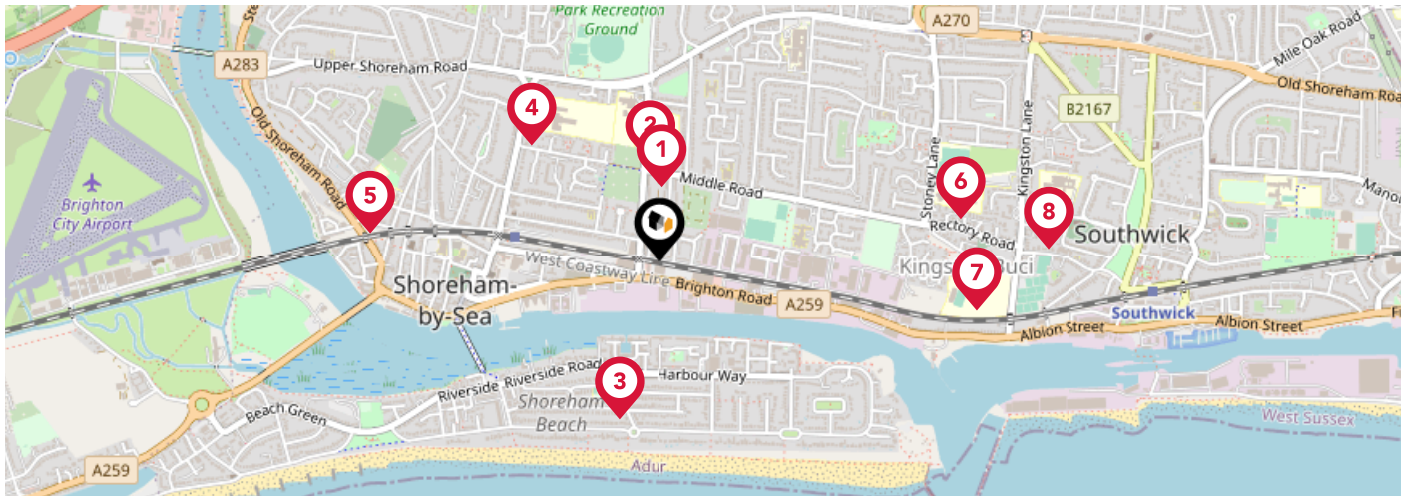 Park Recreation
Ground
A270
Mile Oak Road
A283
Upper Shoreham Road
Old Shoreham Road
B2167
4
2
1
Old Shoreham Road
Stoney Lane
Kingston Lane
Middle Road
Brighton
City Airport
5
6
8
Rectory Road
Southwick
West Coastway Line
Kings
Buci
7
Shoreham-
by-Sea
Brighton Road
A259
Albion Street
Southwick
Albion Street
3
Riverside
Riverside Road
Harbour Way
Shoreham
Beach
Beach Green
West Sussex
A259
Adur